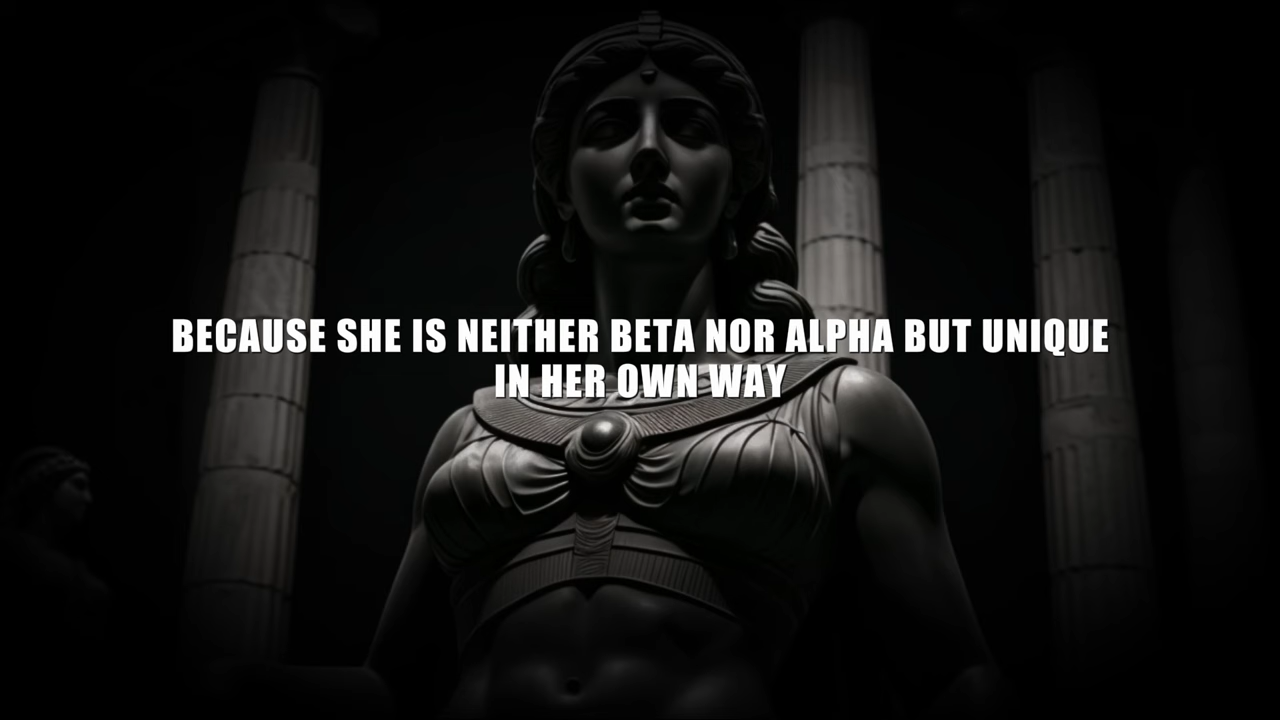 BECAUSE SHE IS NEITHER BETA NOR ALPHA BUT UNIQUE
IN HER OWN WAY